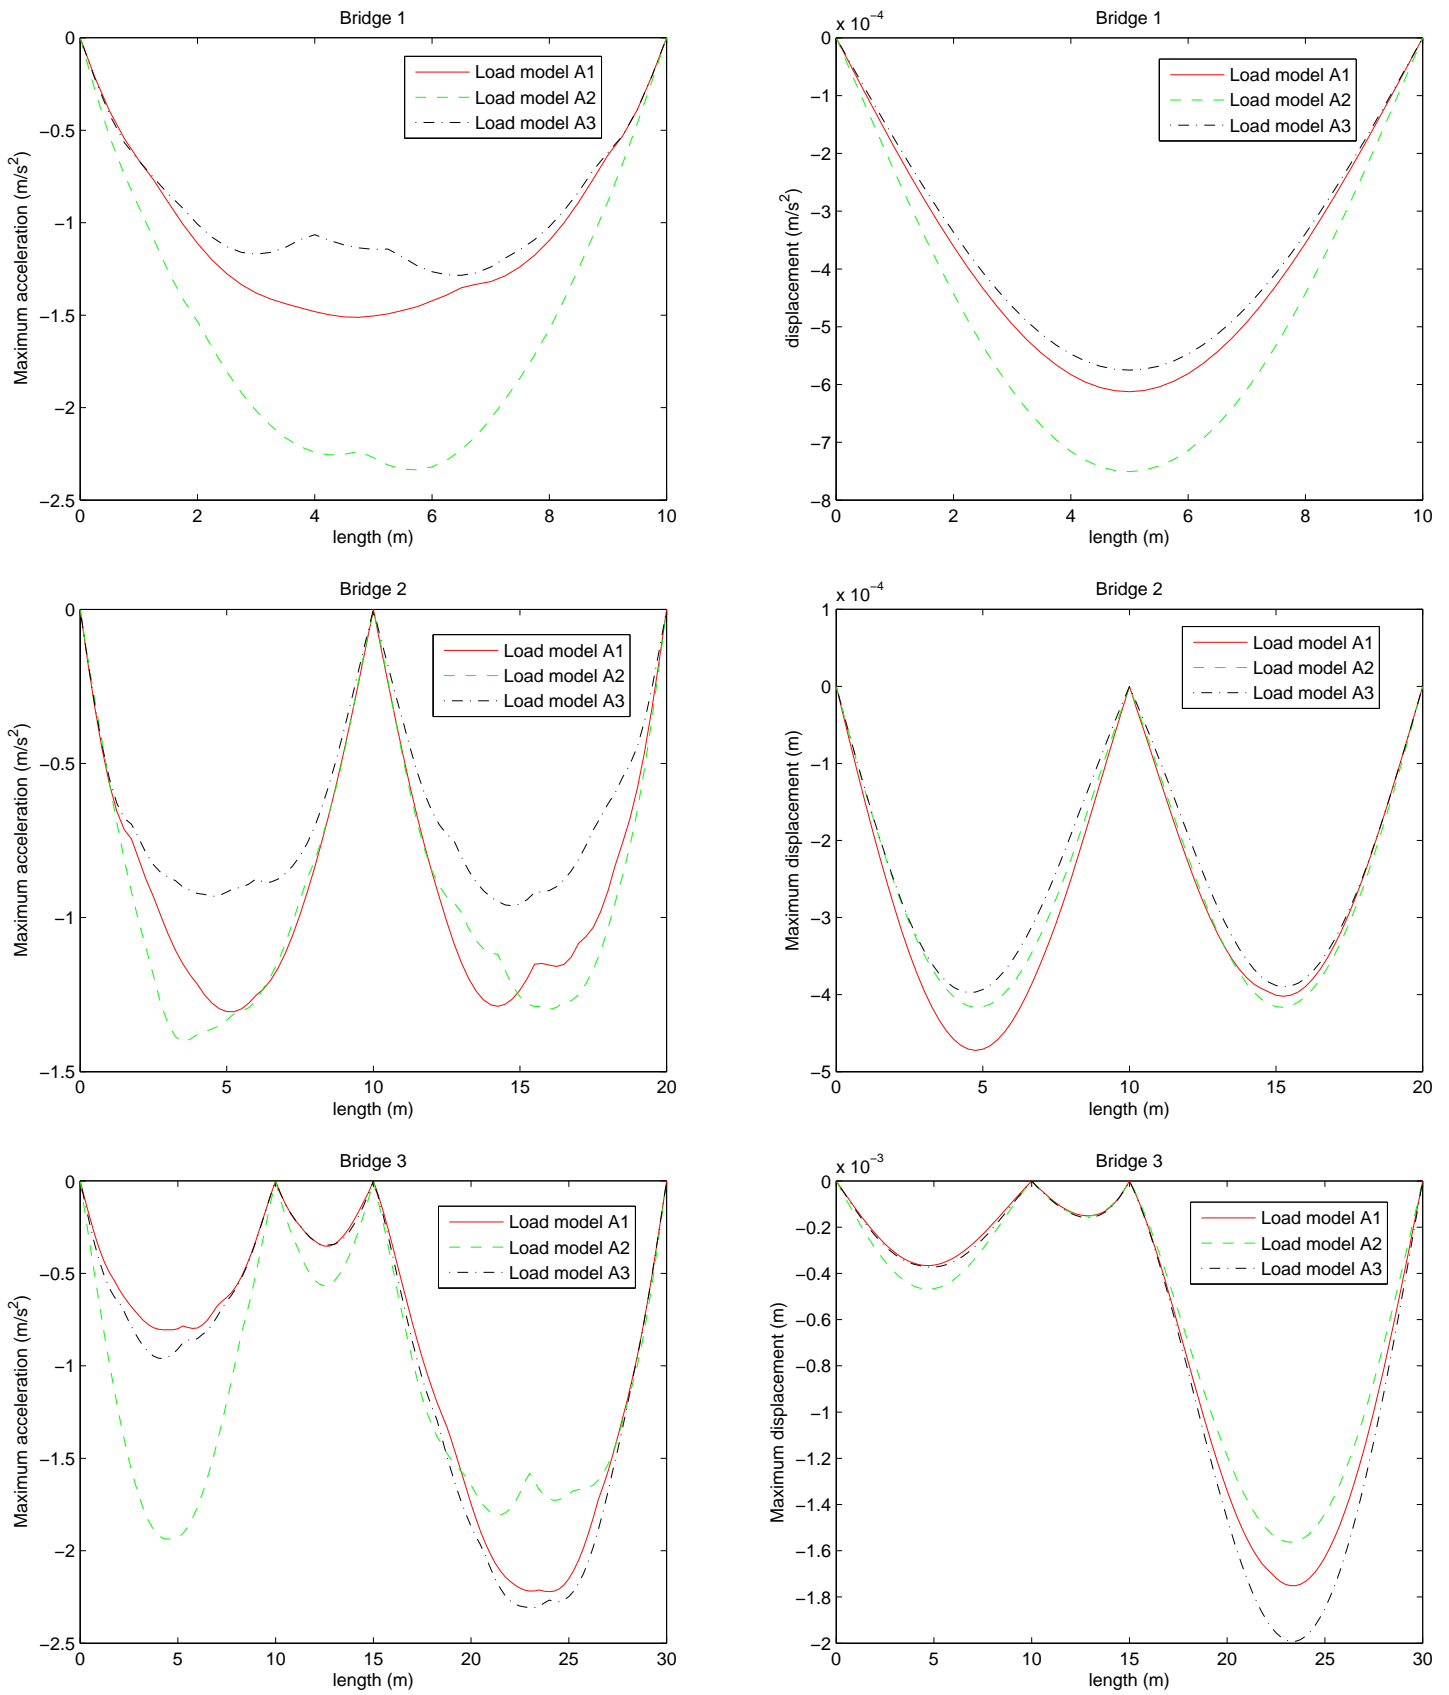 Bridge 1
0
−0.5
−1
−1.5
−2
−2.5
Maximum acceleration (m/s²)
Load model A1
Load model A2
Load model A3
0 2 4 6 8 10
length (m)
Bridge 1
x 10⁻⁴
0
−1
−2
−3
−4
−5
−6
−7
−8
displacement (m/s²)
Load model A1
Load model A2
Load model A3
0 2 4 6 8 10
length (m)
Bridge 2
0
−0.5
−1
−1.5
Maximum acceleration (m/s²)
Load model A1
Load model A2
Load model A3
0 5 10 15 20
length (m)
Bridge 2
x 10⁻⁴
1
0
−1
−2
−3
−4
−5
Maximum displacement (m)
Load model A1
Load model A2
Load model A3
0 5 10 15 20
length (m)
Bridge 3
0
−0.5
−1
−1.5
−2
−2.5
Maximum acceleration (m/s²)
Load model A1
Load model A2
Load model A3
0 5 10 15 20 25 30
length (m)
Bridge 3
x 10⁻³
0
−0.2
−0.4
−0.6
−0.8
−1
−1.2
−1.4
−1.6
−1.8
−2
Maximum displacement (m)
Load model A1
Load model A2
Load model A3
0 5 10 15 20 25 30
length (m)